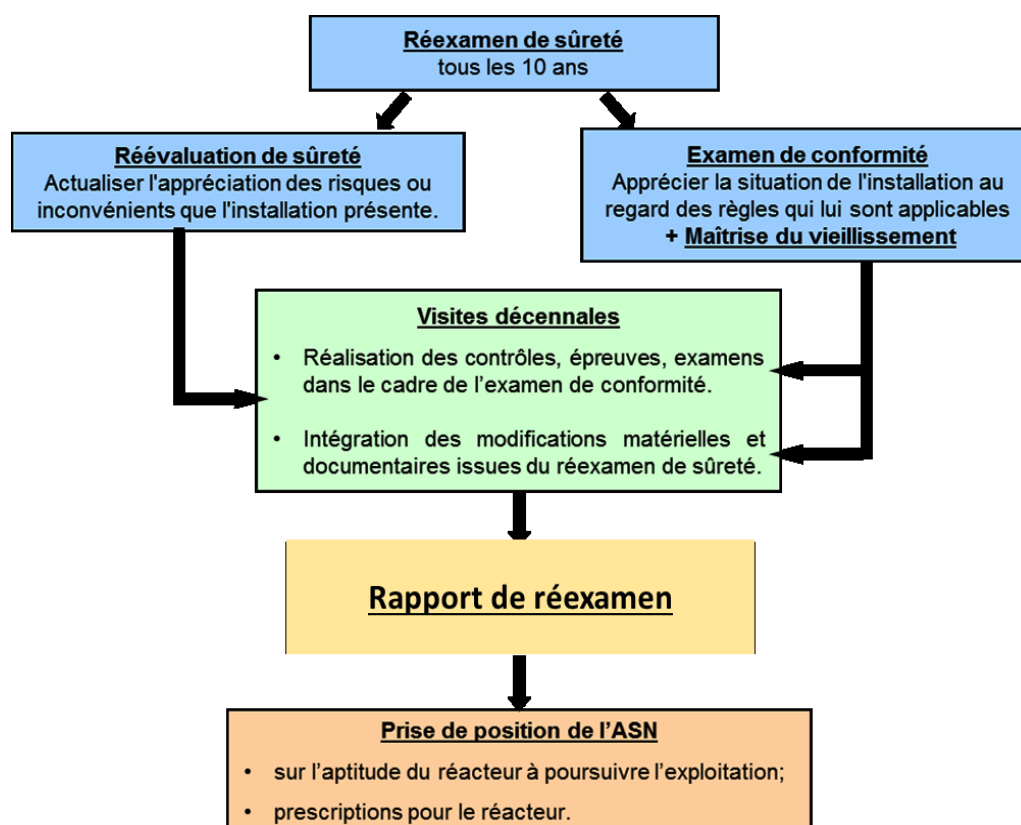 Réexamen de sûreté
tous les 10 ans
Réévaluation de sûreté
Actualiser l'appréciation des risques ou
inconvénients que l'installation présente.
Examen de conformité
Apprécier la situation de l'installation au
regard des règles qui lui sont applicables
+ Maîtrise du vieillissement
Visites décennales
• Réalisation des contrôles, épreuves, examens
dans le cadre de l’examen de conformité.
• Intégration des modifications matérielles et
documentaires issues du réexamen de sûreté.
Rapport de réexamen
Prise de position de l’ASN
• sur l’aptitude du réacteur à poursuivre l’exploitation;
• prescriptions pour le réacteur.